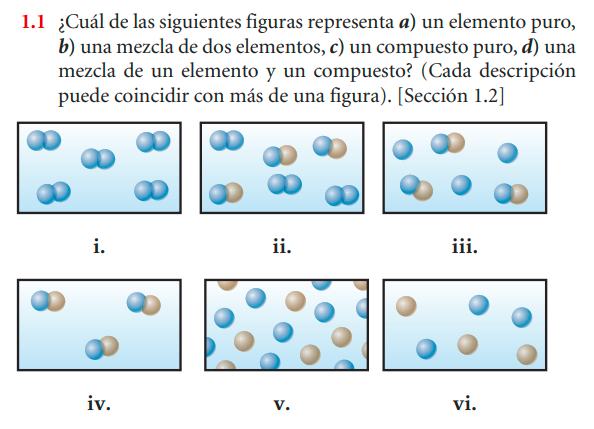 1.1 ¿Cuál de las siguientes figuras representa a) un elemento puro,
b) una mezcla de dos elementos, c) un compuesto puro, d) una
mezcla de un elemento y un compuesto? (Cada descripción
puede coincidir con más de una figura). [Sección 1.2]
i. ii. iii.
iv. v. vi.